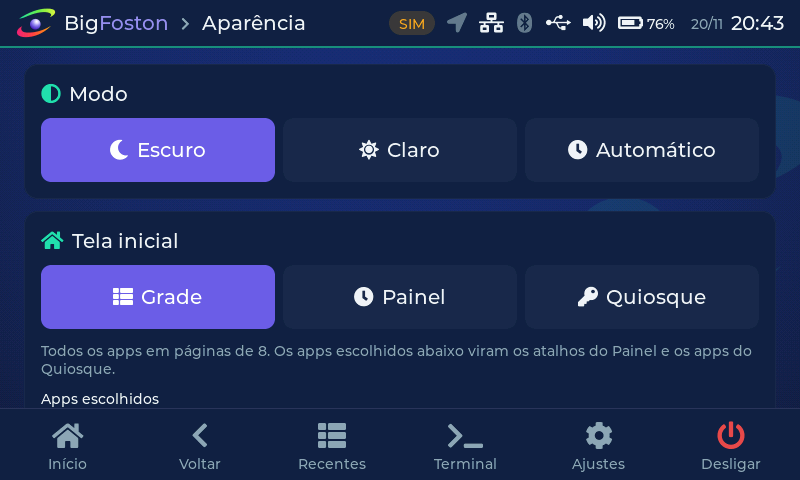 BigFoston > Aparência SIM 76% 20/11 20:43
Modo
Escuro Claro Automático
Tela inicial
Grade Painel Quiosque
Todos os apps em páginas de 8. Os apps escolhidos abaixo viram os atalhos do Painel e os apps do
Quiosque.
Apps escolhidos
Início Voltar Recentes Terminal Ajustes Desligar